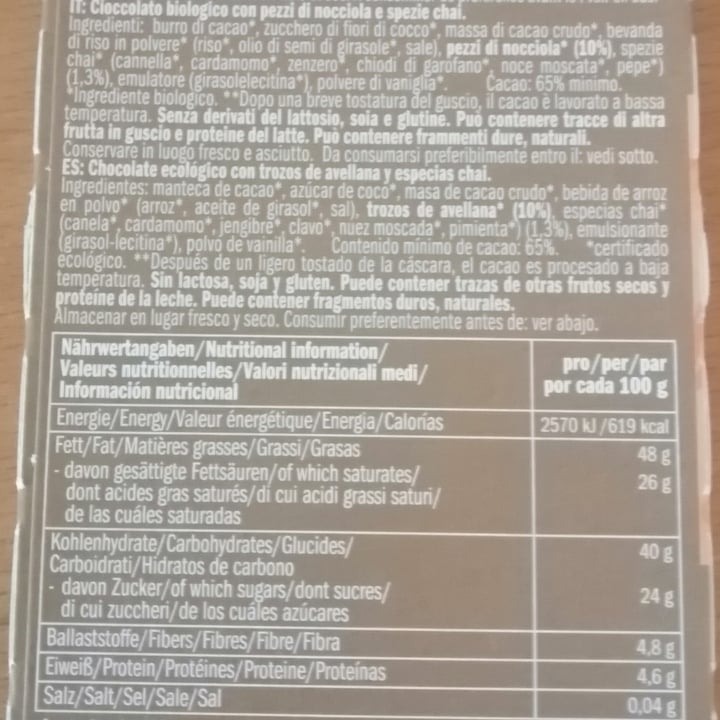 IT: Cioccolato biologico con pezzi di nocciola e spezie chai.
Ingredienti: burro di cacao*, zucchero di fiori di cocco*, massa di cacao crudo*, bevanda
di riso in polvere* (riso*, olio di semi di girasole*, sale), pezzi di nocciola* (10%), spezie
chai* (cannella*, cardamomo*, zenzero*, chiodi di garofano*, noce moscata*, pepe*)
(1,3%), emulatore (girasolelecitina*), polvere di vaniglia*. Cacao: 65% minimo.
*Ingrediente biologico. **Dopo una breve tostatura del guscio, il cacao è lavorato a bassa
temperatura. Senza derivati del lattosio, soia e glutine. Può contenere tracce di altra
frutta in guscio e proteine del latte. Può contenere frammenti dure, naturali.
Conservare in luogo fresco e asciutto. Da consumarsi preferibilmente entro il: vedi sotto.
ES: Chocolate ecológico con trozos de avellana y especias chai.
Ingredientes: manteca de cacao*, azúcar de coco*, masa de cacao crudo*, bebida de arroz
en polvo* (arroz*, aceite de girasol*, sal), trozos de avellana* (10%), especias chai*
(canela*, cardamomo*, jengibre*, clavo*, nuez moscada*, pimienta*) (1,3%), emulsionante
(girasol-lecitina*), polvo de vainilla*. Contenido mínimo de cacao: 65%. *certificado
ecológico. **Después de un ligero tostado de la cáscara, el cacao es procesado a baja
temperatura. Sin lactosa, soja y gluten. Puede contener trazas de otras frutos secos y
proteíne de la leche. Puede contener fragmentos duros, naturales.
Almacenar en lugar fresco y seco. Consumir preferentemente antes de: ver abajo.
Nährwertangaben/Nutritional information/
Valeurs nutritionnelles/Valori nutrizionali medi/
Información nutricional
pro/per/par
por cada 100 g
Energie/Energy/Valeur énergétique/Energia/Calorías 2570 kJ/619 kcal
Fett/Fat/Matières grasses/Grassi/Grasas 48 g
- davon gesättigte Fettsäuren/of which saturates/ 26 g
dont acides gras saturés/di cui acidi grassi saturi/
de las cuáles saturadas
Kohlenhydrate/Carbohydrates/Glucides/ 40 g
Carboidrati/Hidratos de carbono
- davon Zucker/of which sugars/dont sucres/ 24 g
di cui zuccheri/de los cuáles azúcares
Ballaststoffe/Fibers/Fibres/Fibre/Fibra 4,8 g
Eiweiß/Protein/Protéines/Proteine/Proteínas 4,6 g
Salz/Salt/Sel/Sale/Sal 0,04 g